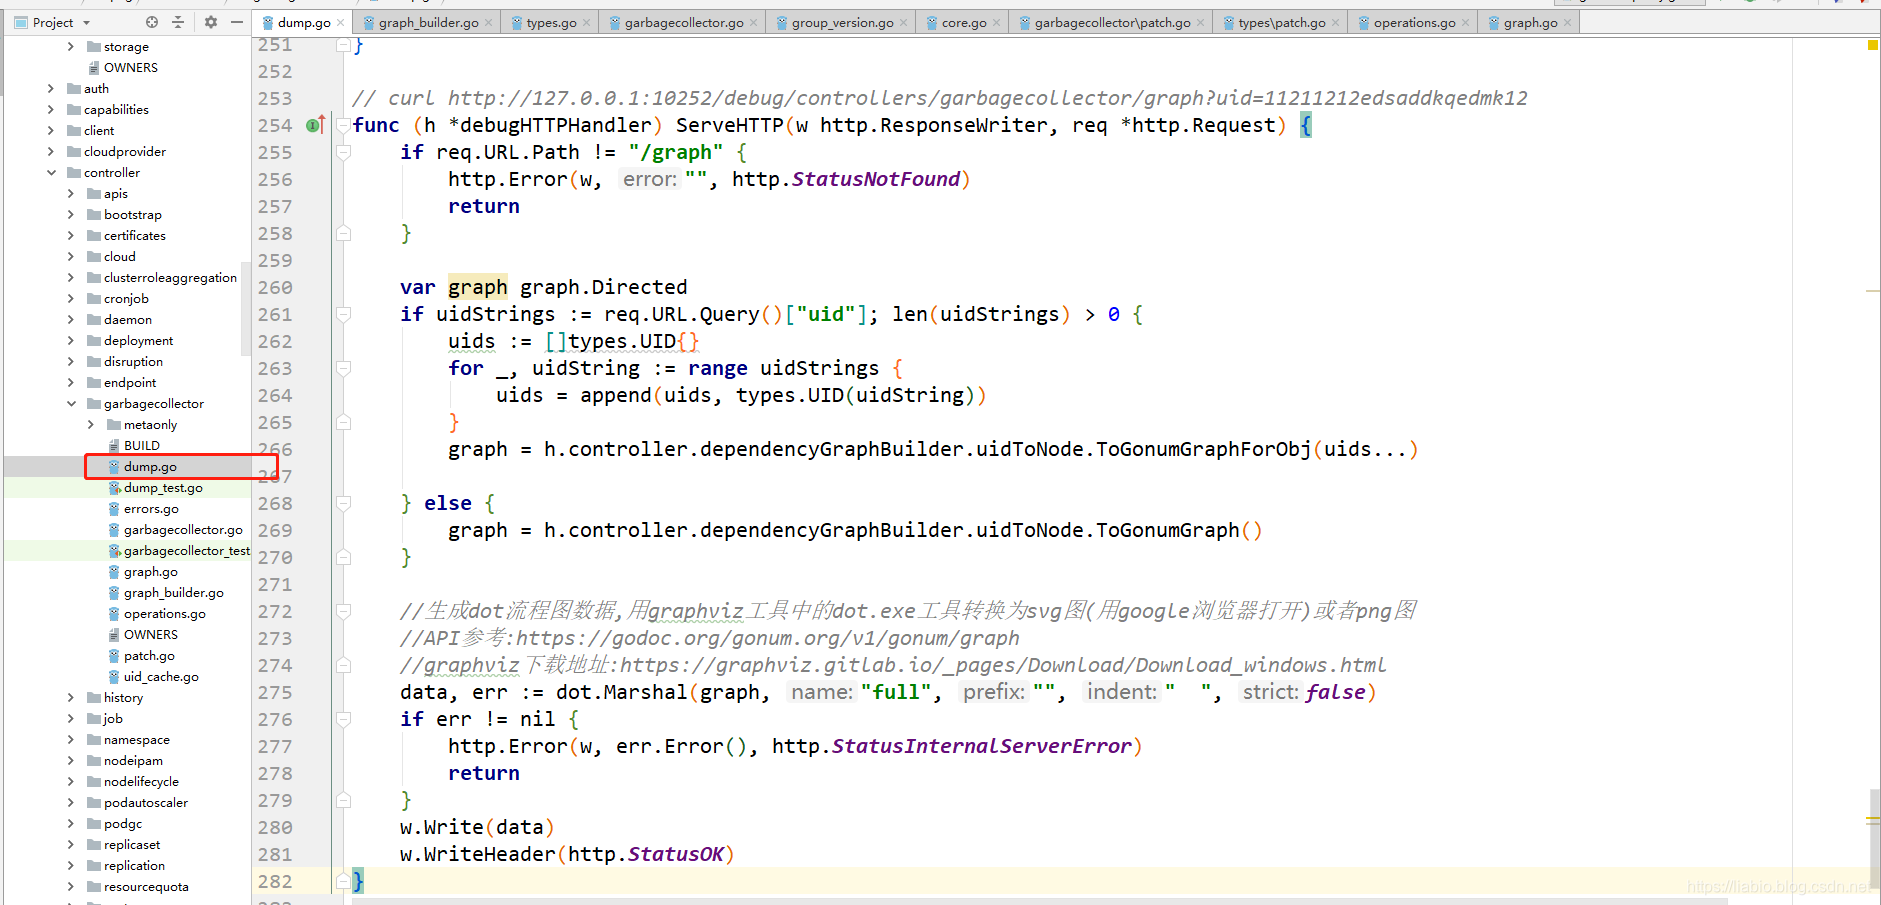 Project
dump.go
graph_builder.go
types.go
garbagecollector.go
group_version.go
core.go
garbagecollector\patch.go
types\patch.go
operations.go
graph.go
storage
OWNERS
auth
capabilities
client
cloudprovider
controller
apis
bootstrap
certificates
cloud
clusterroleaggregation
cronjob
daemon
deployment
disruption
endpoint
garbagecollector
metaonly
BUILD
dump.go
dump_test.go
errors.go
garbagecollector.go
garbagecollector_test
graph.go
graph_builder.go
operations.go
OWNERS
patch.go
uid_cache.go
history
job
namespace
nodeipam
nodelifecycle
podautoscaler
podgc
replicaset
replication
resourcequota
251 }
252
253 // curl http://127.0.0.1:10252/debug/controllers/garbagecollector/graph?uid=11211212edsaddkqedmk12
254 func (h *debugHTTPHandler) ServeHTTP(w http.ResponseWriter, req *http.Request) {
255 if req.URL.Path != "/graph" {
256 http.Error(w, error: "", http.StatusNotFound)
257 return
258 }
259
260 var graph graph.Directed
261 if uidStrings := req.URL.Query()["uid"]; len(uidStrings) > 0 {
262 uids := []types.UID{}
263 for _, uidString := range uidStrings {
264 uids = append(uids, types.UID(uidString))
265 }
266 graph = h.controller.dependencyGraphBuilder.uidToNode.ToGonumGraphForObj(uids...)
267
268 } else {
269 graph = h.controller.dependencyGraphBuilder.uidToNode.ToGonumGraph()
270 }
271
272 //生成dot流程图数据,用graphviz工具中的dot.exe工具转换为svg图(用google浏览器打开)或者png图
273 //API参考:https://godoc.org/gonum.org/v1/gonum/graph
274 //graphviz下载地址:https://graphviz.gitlab.io/_pages/Download/Download_windows.html
275 data, err := dot.Marshal(graph, name: "full", prefix: "", indent: "  ", strict: false)
276 if err != nil {
277 http.Error(w, err.Error(), http.StatusInternalServerError)
278 return
279 }
280 w.Write(data)
281 w.WriteHeader(http.StatusOK)
282 }
https://liabio.blog.csdn.net